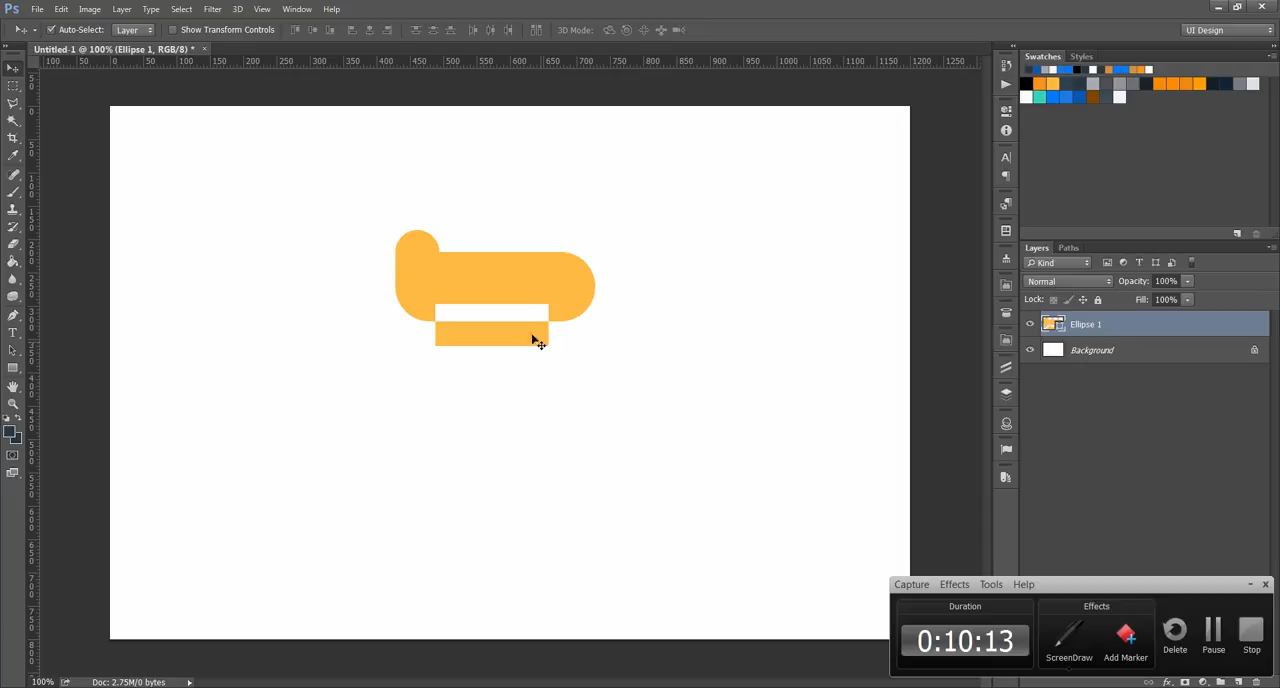 Ps File Edit Image Layer Type Select Filter 3D View Window Help
Auto-Select: Layer Show Transform Controls 3D Mode: UI Design
Untitled-1 @ 100% (Ellipse 1, RGB/8) * ×
100 50 0 50 100 150 200 250 300 350 400 450 500 550 600 650 700 750 800 850 900 950 1000 1050 1100 1150 1200 1250
Swatches Styles
Layers Paths
Kind
Normal Opacity: 100%
Lock: Fill: 100%
Ellipse 1
Background
Capture Effects Tools Help
Duration Effects
0:10:13
ScreenDraw Add Marker Delete Pause Stop
100% Doc: 2.75M/0 bytes